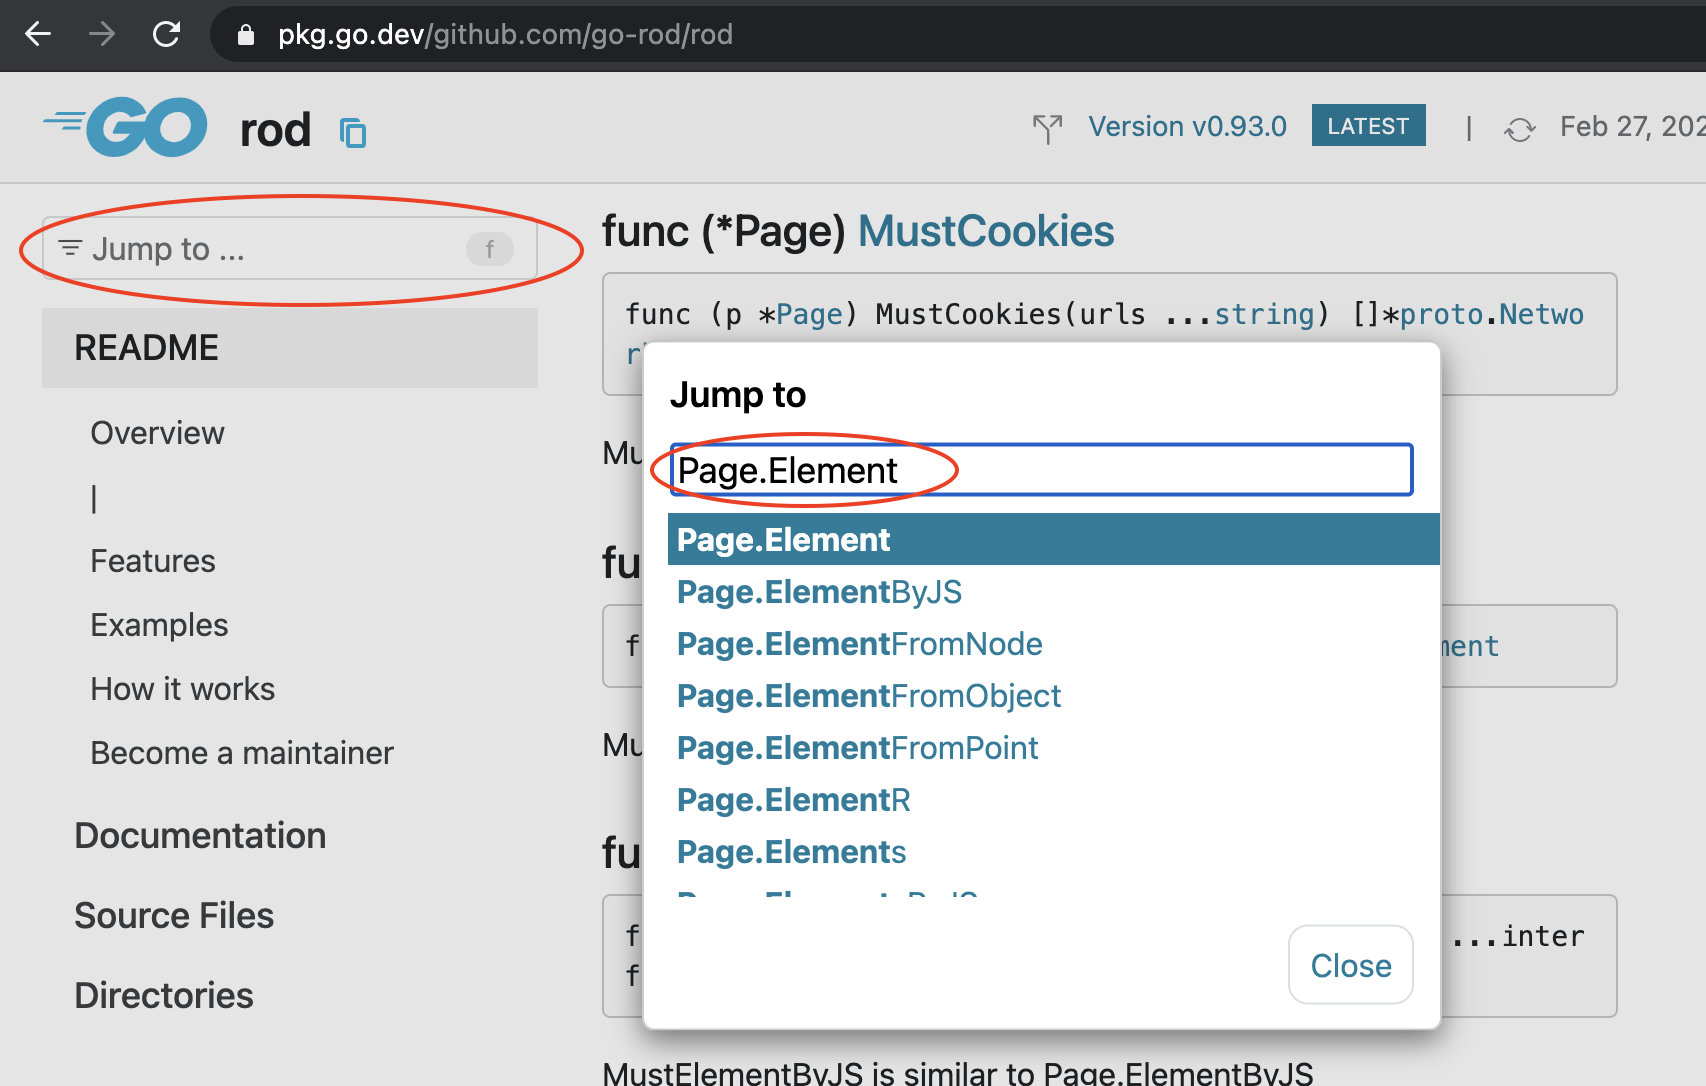 pkg.go.dev/github.com/go-rod/rod
GO rod
Version v0.93.0 LATEST | Feb 27, 202
Jump to ... f
README
Overview
|
Features
Examples
How it works
Become a maintainer
Documentation
Source Files
Directories
func (*Page) MustCookies
func (p *Page) MustCookies(urls ...string) []*proto.Netwo
Mu
fu
f
ment
Mu
fu
f ...inter
f
MustElementByJS is similar to Page.ElementByJS
Jump to
Page.Element
Page.Element
Page.ElementByJS
Page.ElementFromNode
Page.ElementFromObject
Page.ElementFromPoint
Page.ElementR
Page.Elements
Close